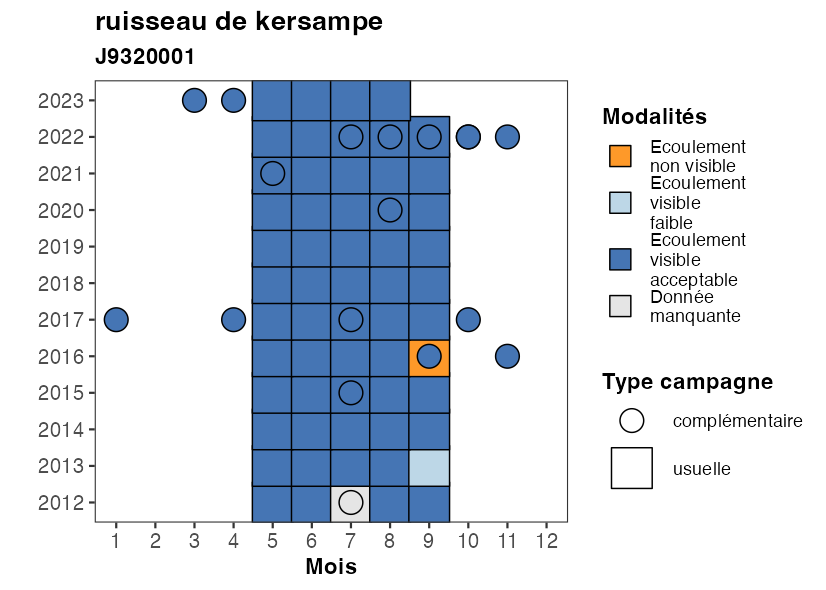 ruisseau de kersampe
J9320001
2023
2022
2021
2020
2019
2018
2017
2016
2015
2014
2013
2012
1 2 3 4 5 6 7 8 9 10 11 12
Mois
Modalités
Ecoulement
non visible
Ecoulement
visible
faible
Ecoulement
visible
acceptable
Donnée
manquante
Type campagne
complémentaire
usuelle